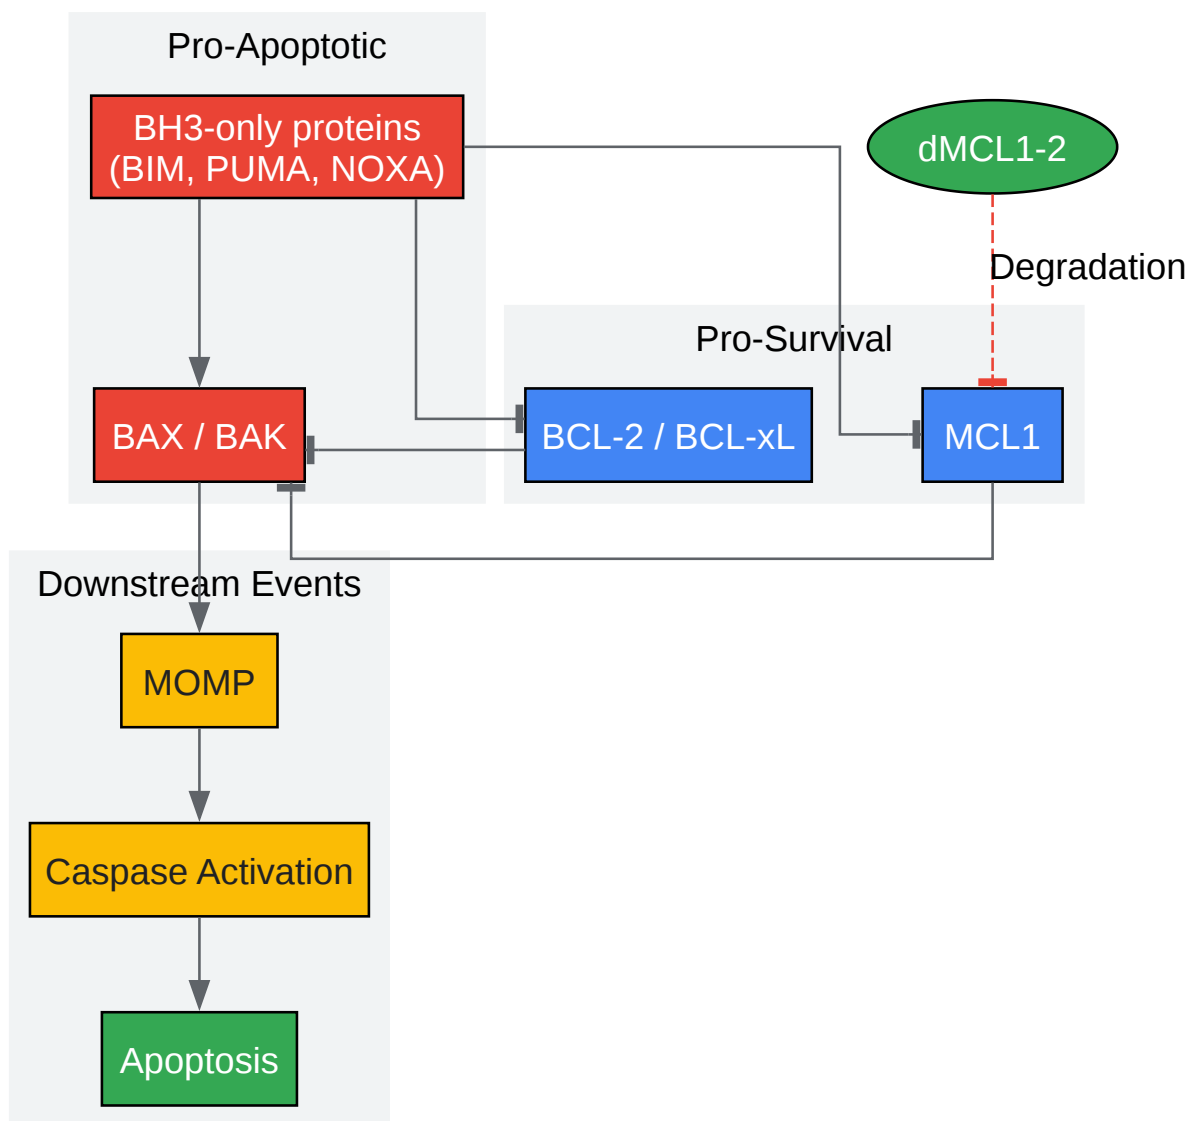 Pro-Apoptotic
BH3-only proteins
(BIM, PUMA, NOXA)
dMCL1-2
Degradation
Pro-Survival
BAX / BAK
BCL-2 / BCL-xL
MCL1
Downstream Events
MOMP
Caspase Activation
Apoptosis